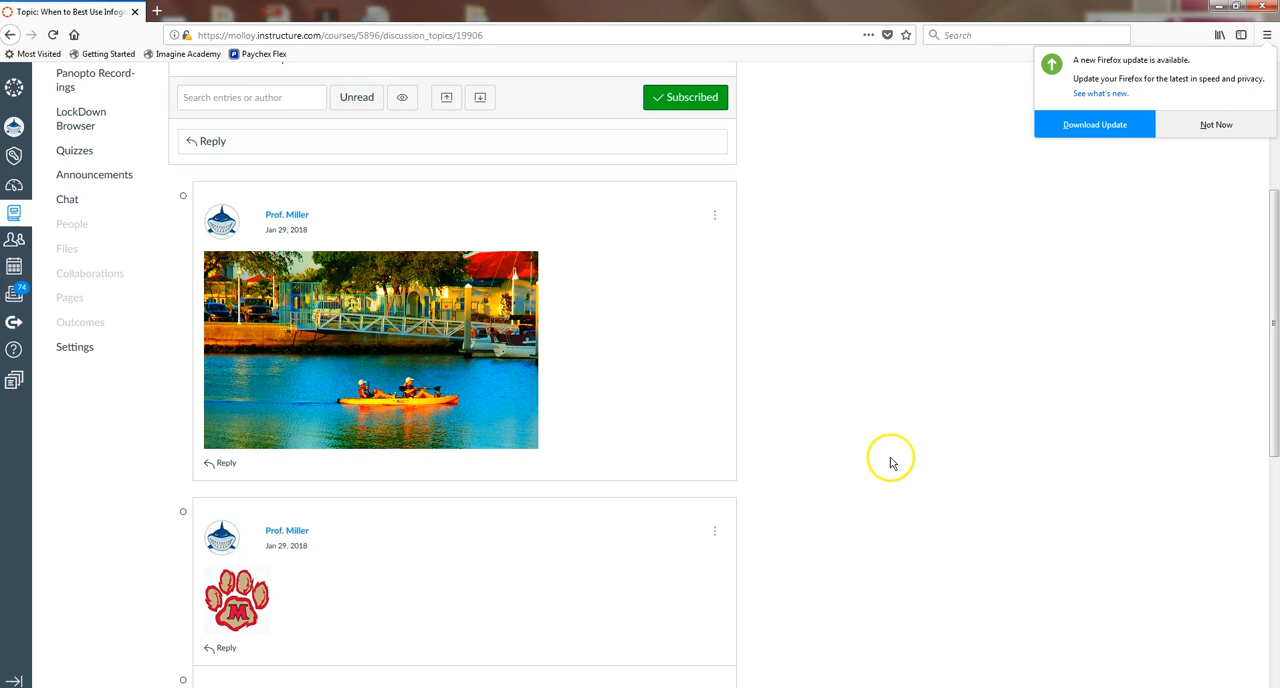 Topic: When to Best Use Infog
https://molloy.instructure.com/courses/5896/discussion_topics/19906
Search
Most Visited
Getting Started
Imagine Academy
Paychex Flex
A new Firefox update is available.
Update your Firefox for the latest in speed and privacy.
See what's new.
Download Update
Not Now
Panopto Record-
ings
LockDown
Browser
Quizzes
Announcements
Chat
People
Files
Collaborations
Pages
Outcomes
Settings
74
Search entries or author
Unread
Subscribed
Reply
Prof. Miller
Jan 29, 2018
Reply
Prof. Miller
Jan 29, 2018
M
Reply